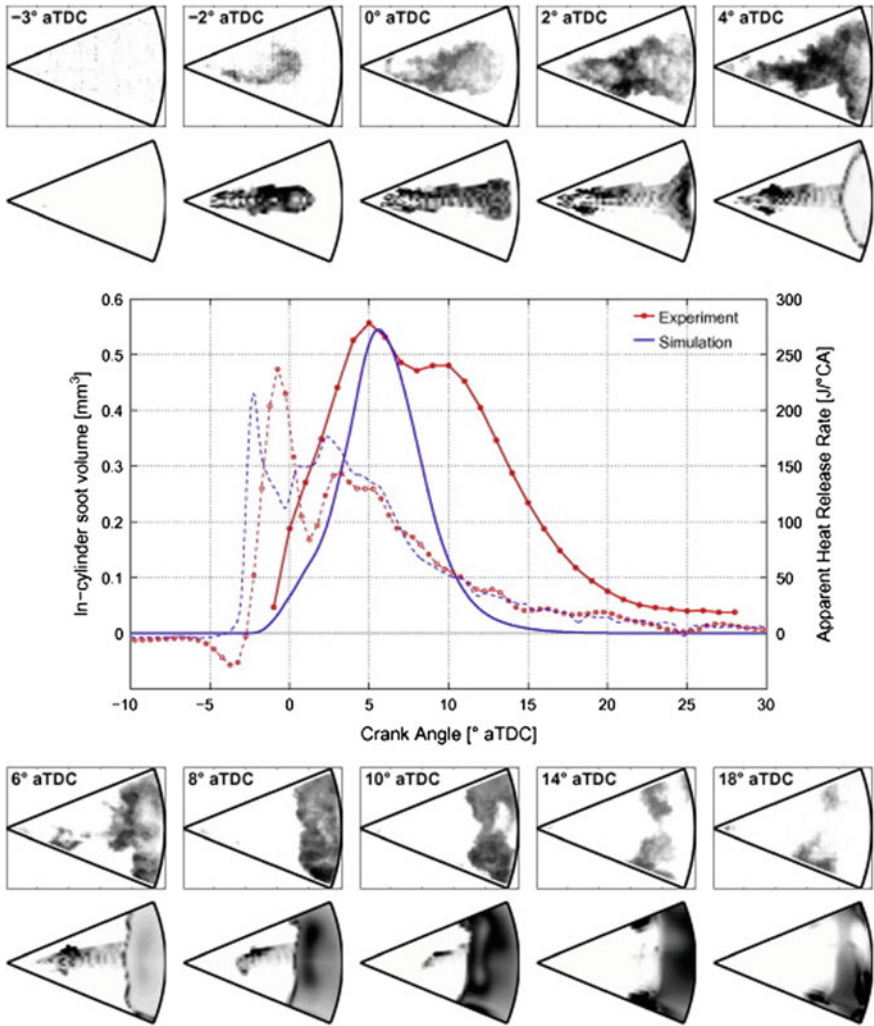 −3° aTDC −2° aTDC 0° aTDC 2° aTDC 4° aTDC
0.6 300
Experiment
Simulation
0.5 250
0.4 200
0.3 150
0.2 100
0.1 50
0 0
In−cylinder soot volume [mm³]
Apparent Heat Release Rate [J/°CA]
−10 −5 0 5 10 15 20 25 30
Crank Angle [° aTDC]
6° aTDC 8° aTDC 10° aTDC 14° aTDC 18° aTDC